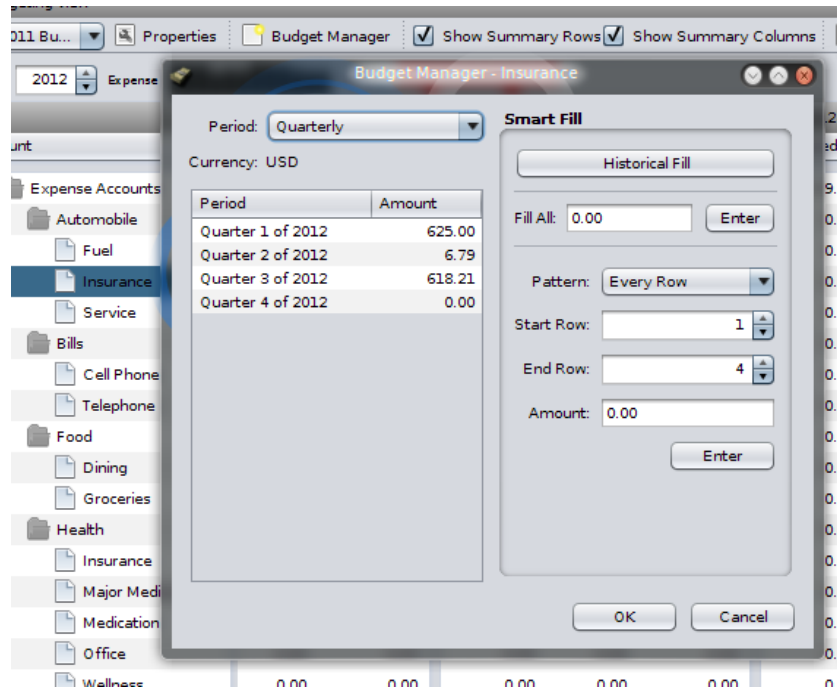 011 Bu... Properties Budget Manager Show Summary Rows Show Summary Columns
2012 Expense
Budget Manager - Insurance
Period: Quarterly
Currency: USD
Period Amount
Quarter 1 of 2012 625.00
Quarter 2 of 2012 6.79
Quarter 3 of 2012 618.21
Quarter 4 of 2012 0.00
Smart Fill
Historical Fill
Fill All: 0.00 Enter
Pattern: Every Row
Start Row: 1
End Row: 4
Amount: 0.00
Enter
OK Cancel
Expense Accounts
Automobile
Fuel
Insurance
Service
Bills
Cell Phone
Telephone
Food
Dining
Groceries
Health
Insurance
Major Medi
Medication
Office
Wellness 0.00 0.00 0.00 0.00 0.00